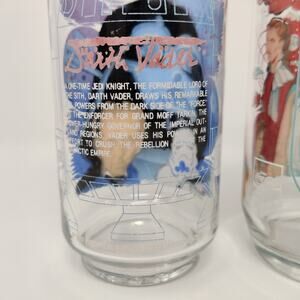 Darth Vader
A ONE-TIME JEDI KNIGHT, THE FORMIDABLE LORD OF
THE SITH, DARTH VADER, DRAWS HIS REMARKABLE
POWERS FROM THE DARK SIDE OF THE "FORCE"
THE ENFORCER FOR GRAND MOFF TARKIN, THE
POWER-HUNGRY GOVERNOR OF THE IMPERIAL OUT-
LAND REGIONS, VADER USES HIS POWERS IN AN
EFFORT TO CRUSH THE REBELLION
EMPIRE.